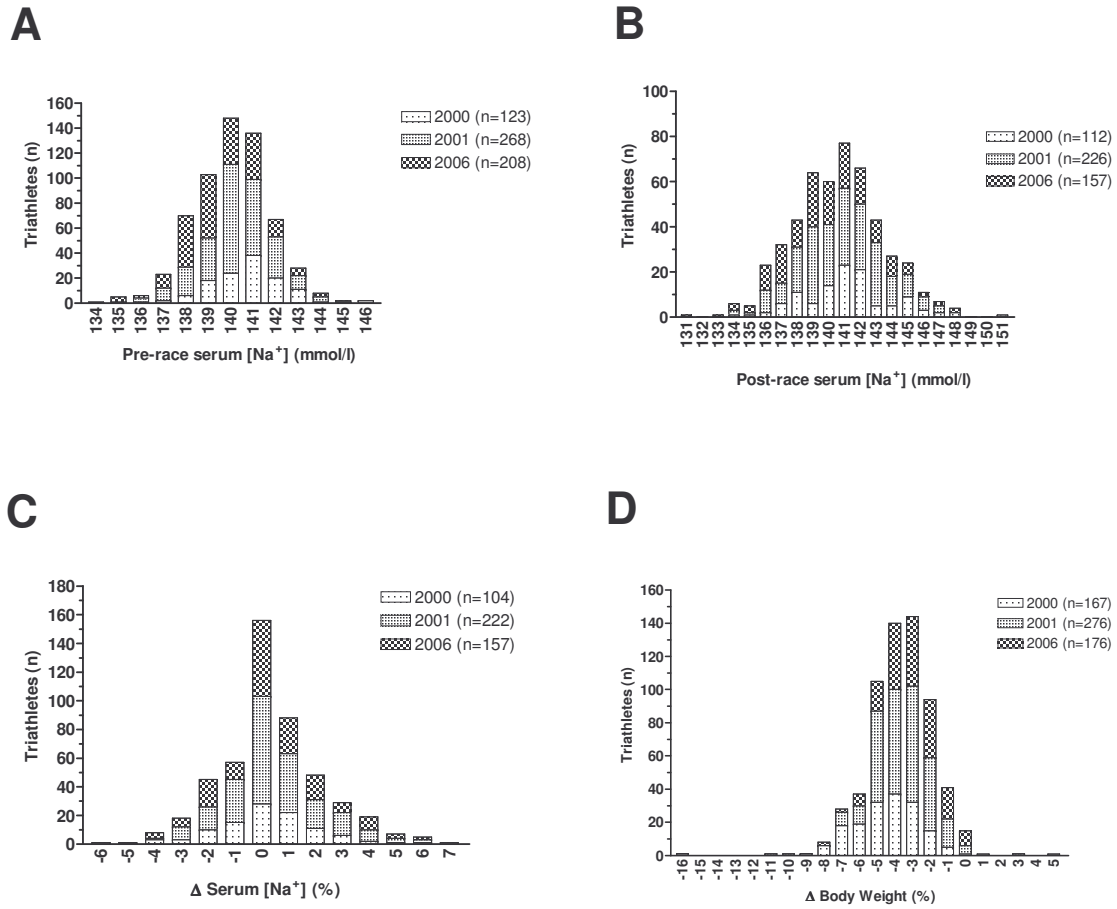 A
160
140
120
100
80
60
40
20
0
Triathletes (n)
134 135 136 137 138 139 140 141 142 143 144 145 146
Pre-race serum [Na⁺] (mmol/l)
2000 (n=123)
2001 (n=268)
2006 (n=208)
B
100
80
60
40
20
0
Triathletes (n)
131 132 133 134 135 136 137 138 139 140 141 142 143 144 145 146 147 148 149 150 151
Post-race serum [Na⁺] (mmol/l)
2000 (n=112)
2001 (n=226)
2006 (n=157)
C
180
160
140
120
100
80
60
40
20
0
Triathletes (n)
-6 -5 -4 -3 -2 -1 0 1 2 3 4 5 6 7
Δ Serum [Na⁺] (%)
2000 (n=104)
2001 (n=222)
2006 (n=157)
D
160
140
120
100
80
60
40
20
0
Triathletes (n)
-16 -15 -14 -13 -12 -11 -10 -9 -8 -7 -6 -5 -4 -3 -2 -1 0 1 2 3 4 5
Δ Body Weight (%)
2000 (n=167)
2001 (n=276)
2006 (n=176)